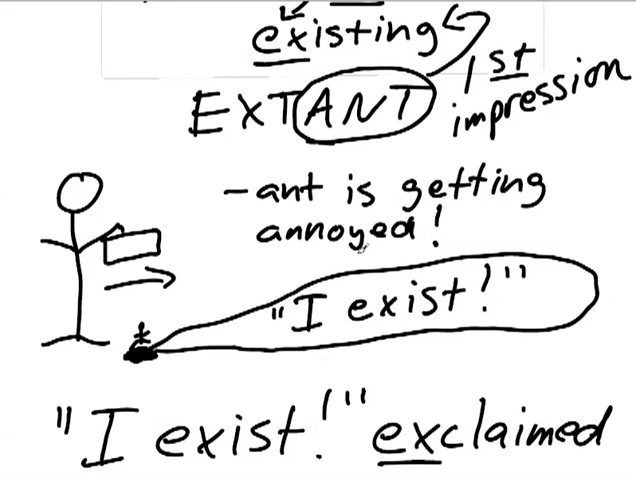 existing
EXTANT
1st
impression
-ant is getting
annoyed!
"I exist!"
"I exist!" exclaimed